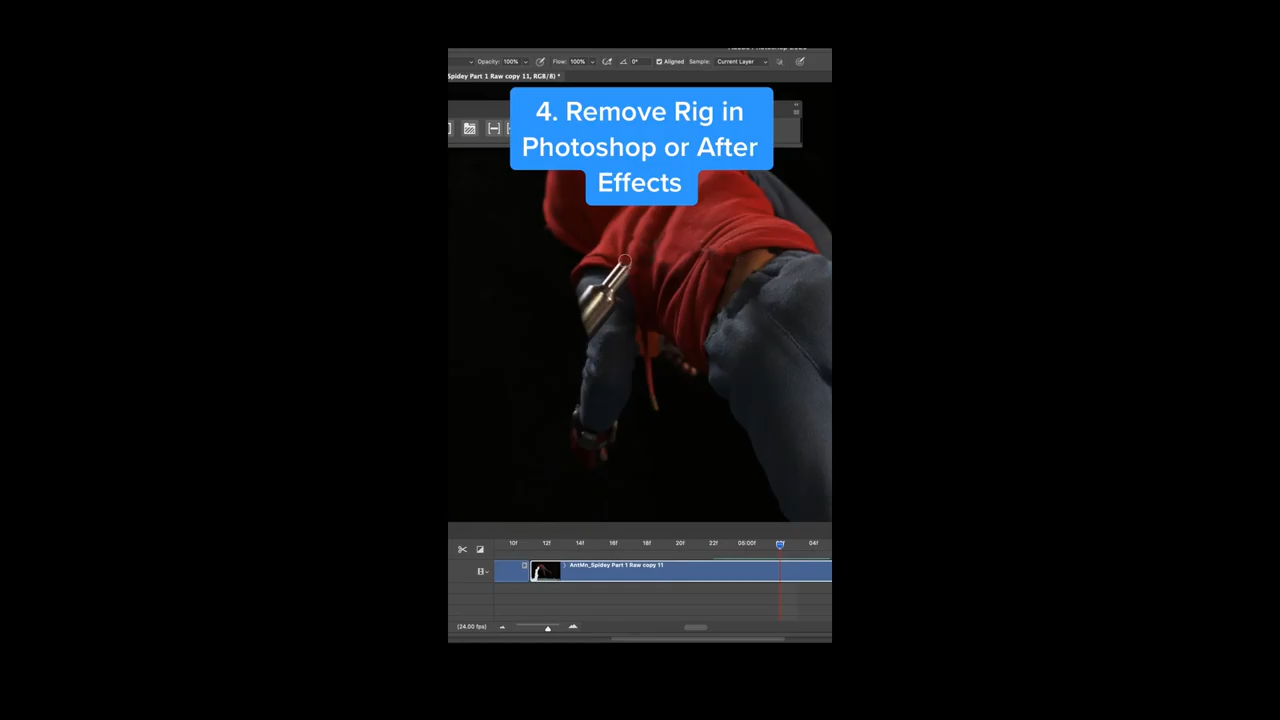 Opacity: 100% Flow: 100% 0° Aligned Sample: Current Layer
Spidey Part 1 Raw copy 11, RGB/8) *
4. Remove Rig in
Photoshop or After
Effects
10f 12f 14f 16f 18f 20f 22f 05:00f 04f
AntMn_Spidey Part 1 Raw copy 11
(24.00 fps)